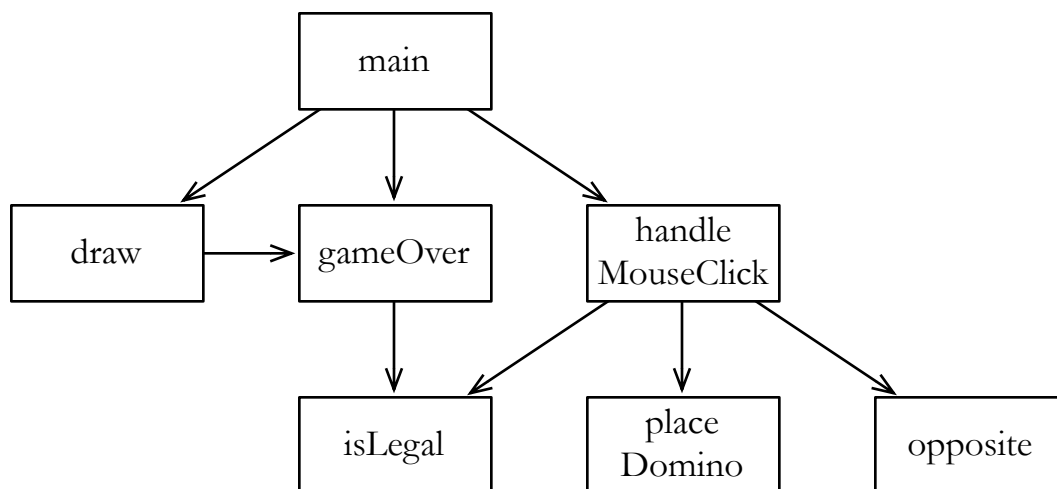 main
draw
gameOver
handle
MouseClick
isLegal
place
Domino
opposite